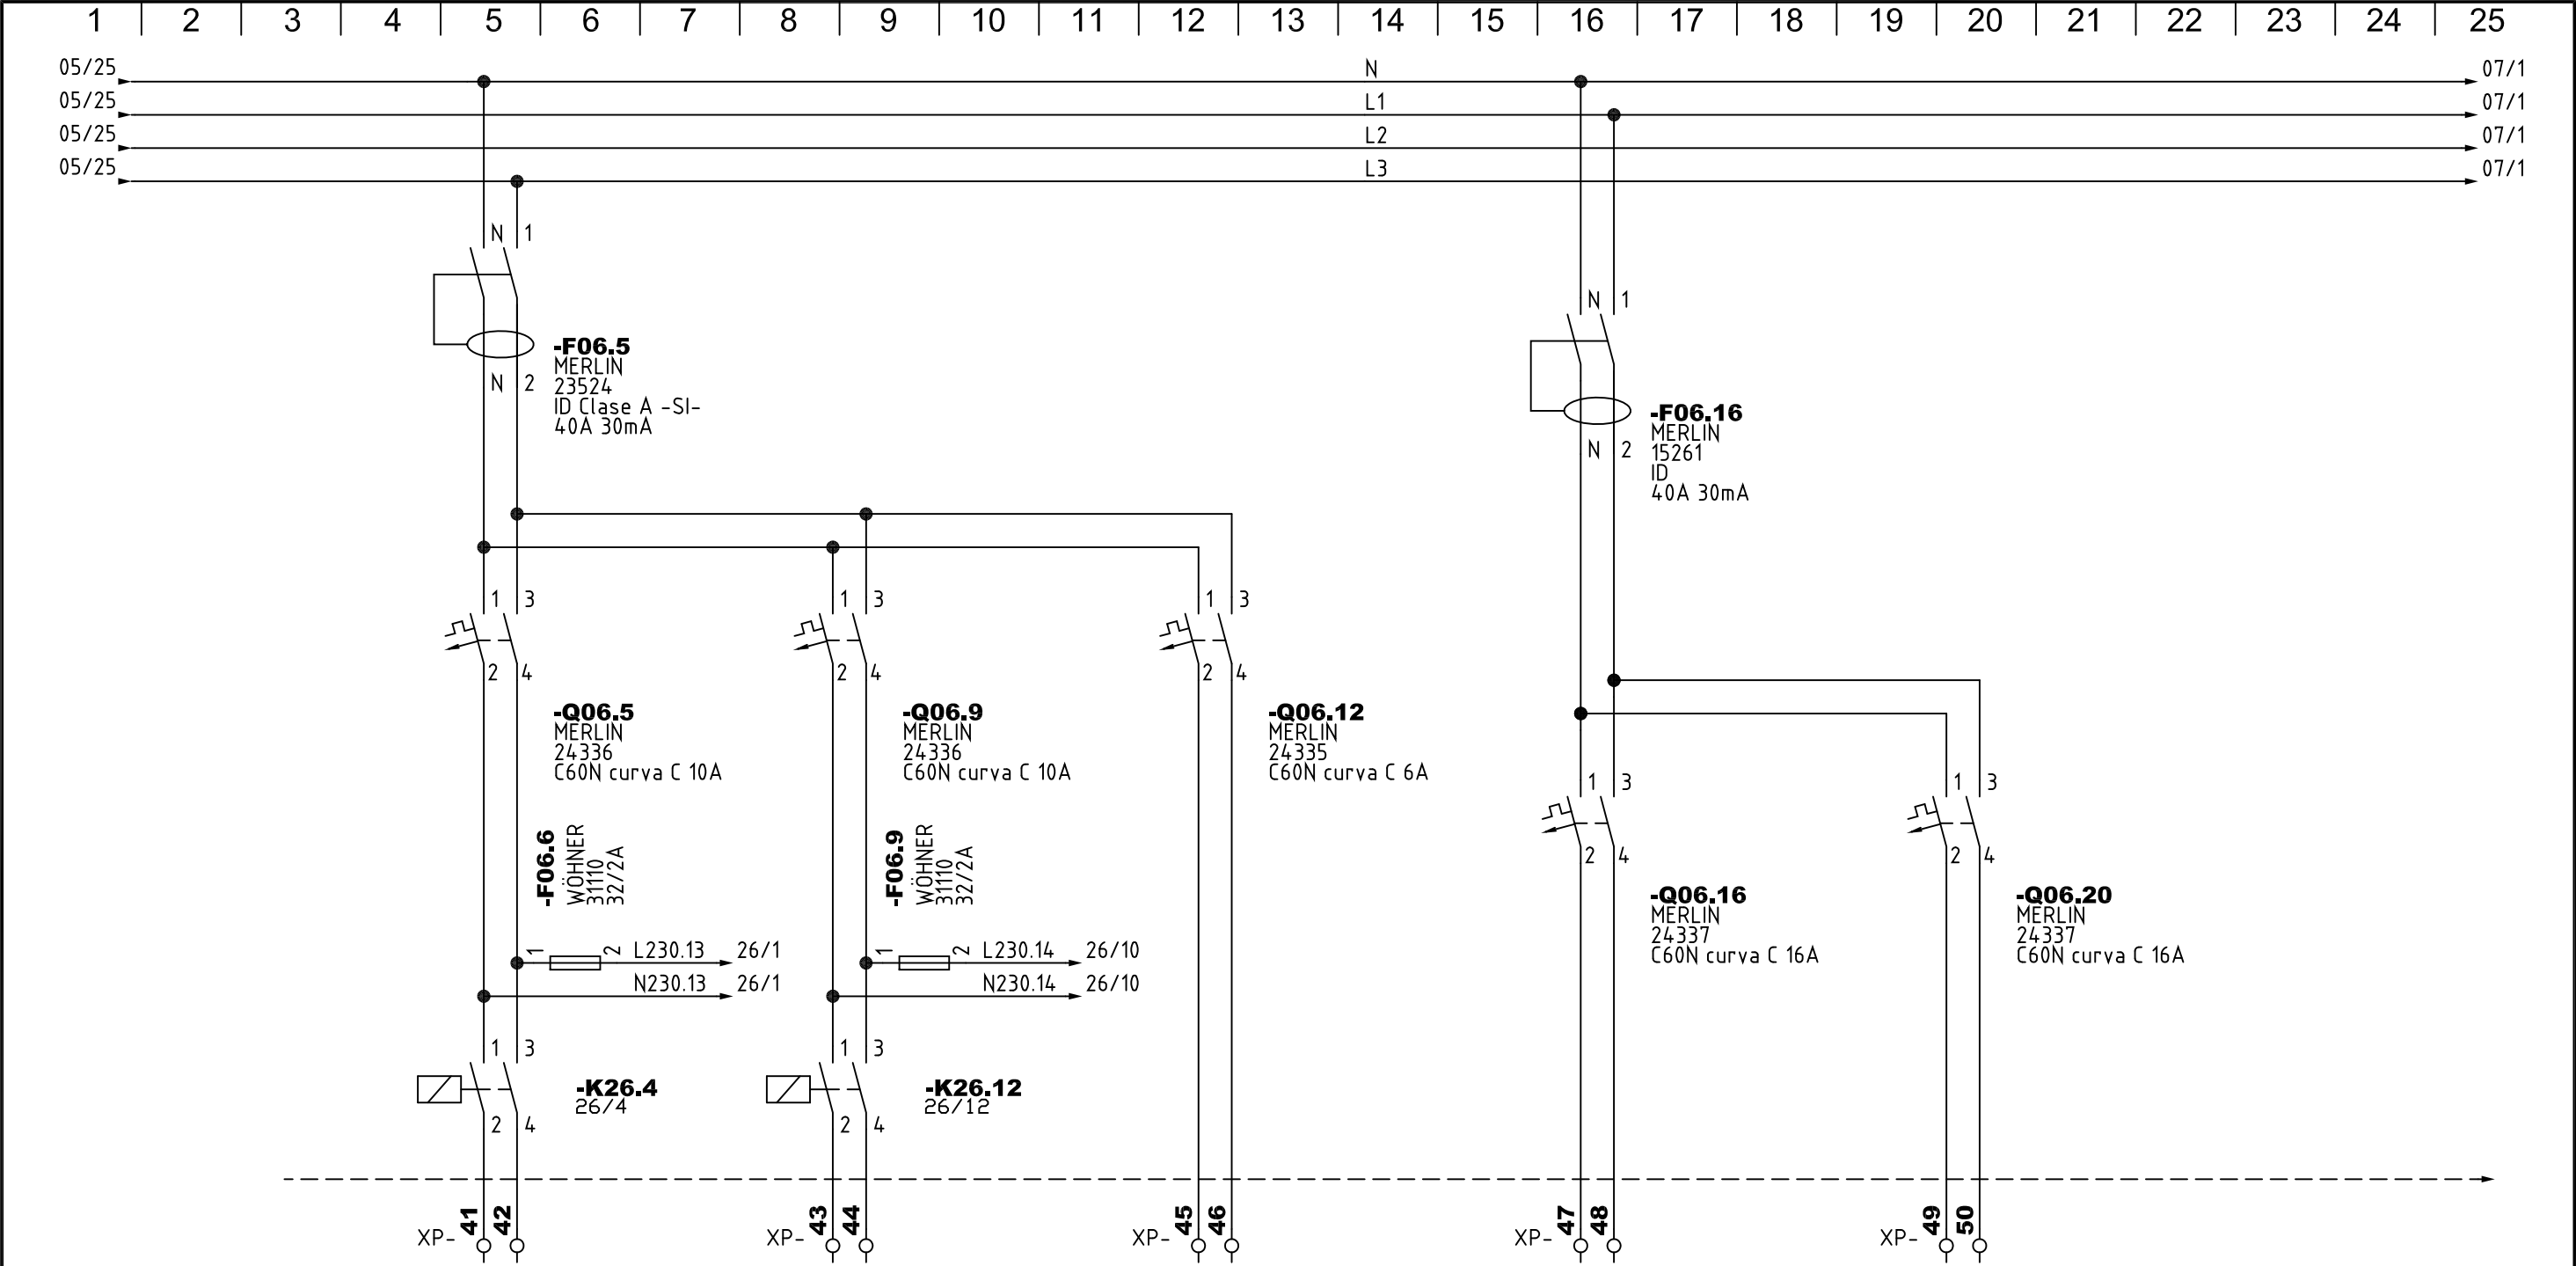 1 2 3 4 5 6 7 8 9 10 11 12 13 14 15 16 17 18 19 20 21 22 23 24 25
05/25 N 07/1
05/25 L1 07/1
05/25 L2 07/1
05/25 L3 07/1
N 1
-F06.5
MERLIN
23524
ID Clase A -SI-
40A 30mA
N 2
N 1
-F06.16
MERLIN
15261
ID
40A 30mA
N 2
1 3
2 4
-Q06.5
MERLIN
24336
C60N curva C 10A
1 3
2 4
-Q06.9
MERLIN
24336
C60N curva C 10A
1 3
2 4
-Q06.12
MERLIN
24335
C60N curva C 6A
1 3
2 4
-Q06.16
MERLIN
24337
C60N curva C 16A
1 3
2 4
-Q06.20
MERLIN
24337
C60N curva C 16A
-F06.6
WÖHNER
31110
32/2A
1 2 L230.13 26/1
N230.13 26/1
-F06.9
WÖHNER
31110
32/2A
1 2 L230.14 26/10
N230.14 26/10
1 3
-K26.4
26/4
2 4
1 3
-K26.12
26/12
2 4
XP- 41 42
XP- 43 44
XP- 45 46
XP- 47 48
XP- 49 50